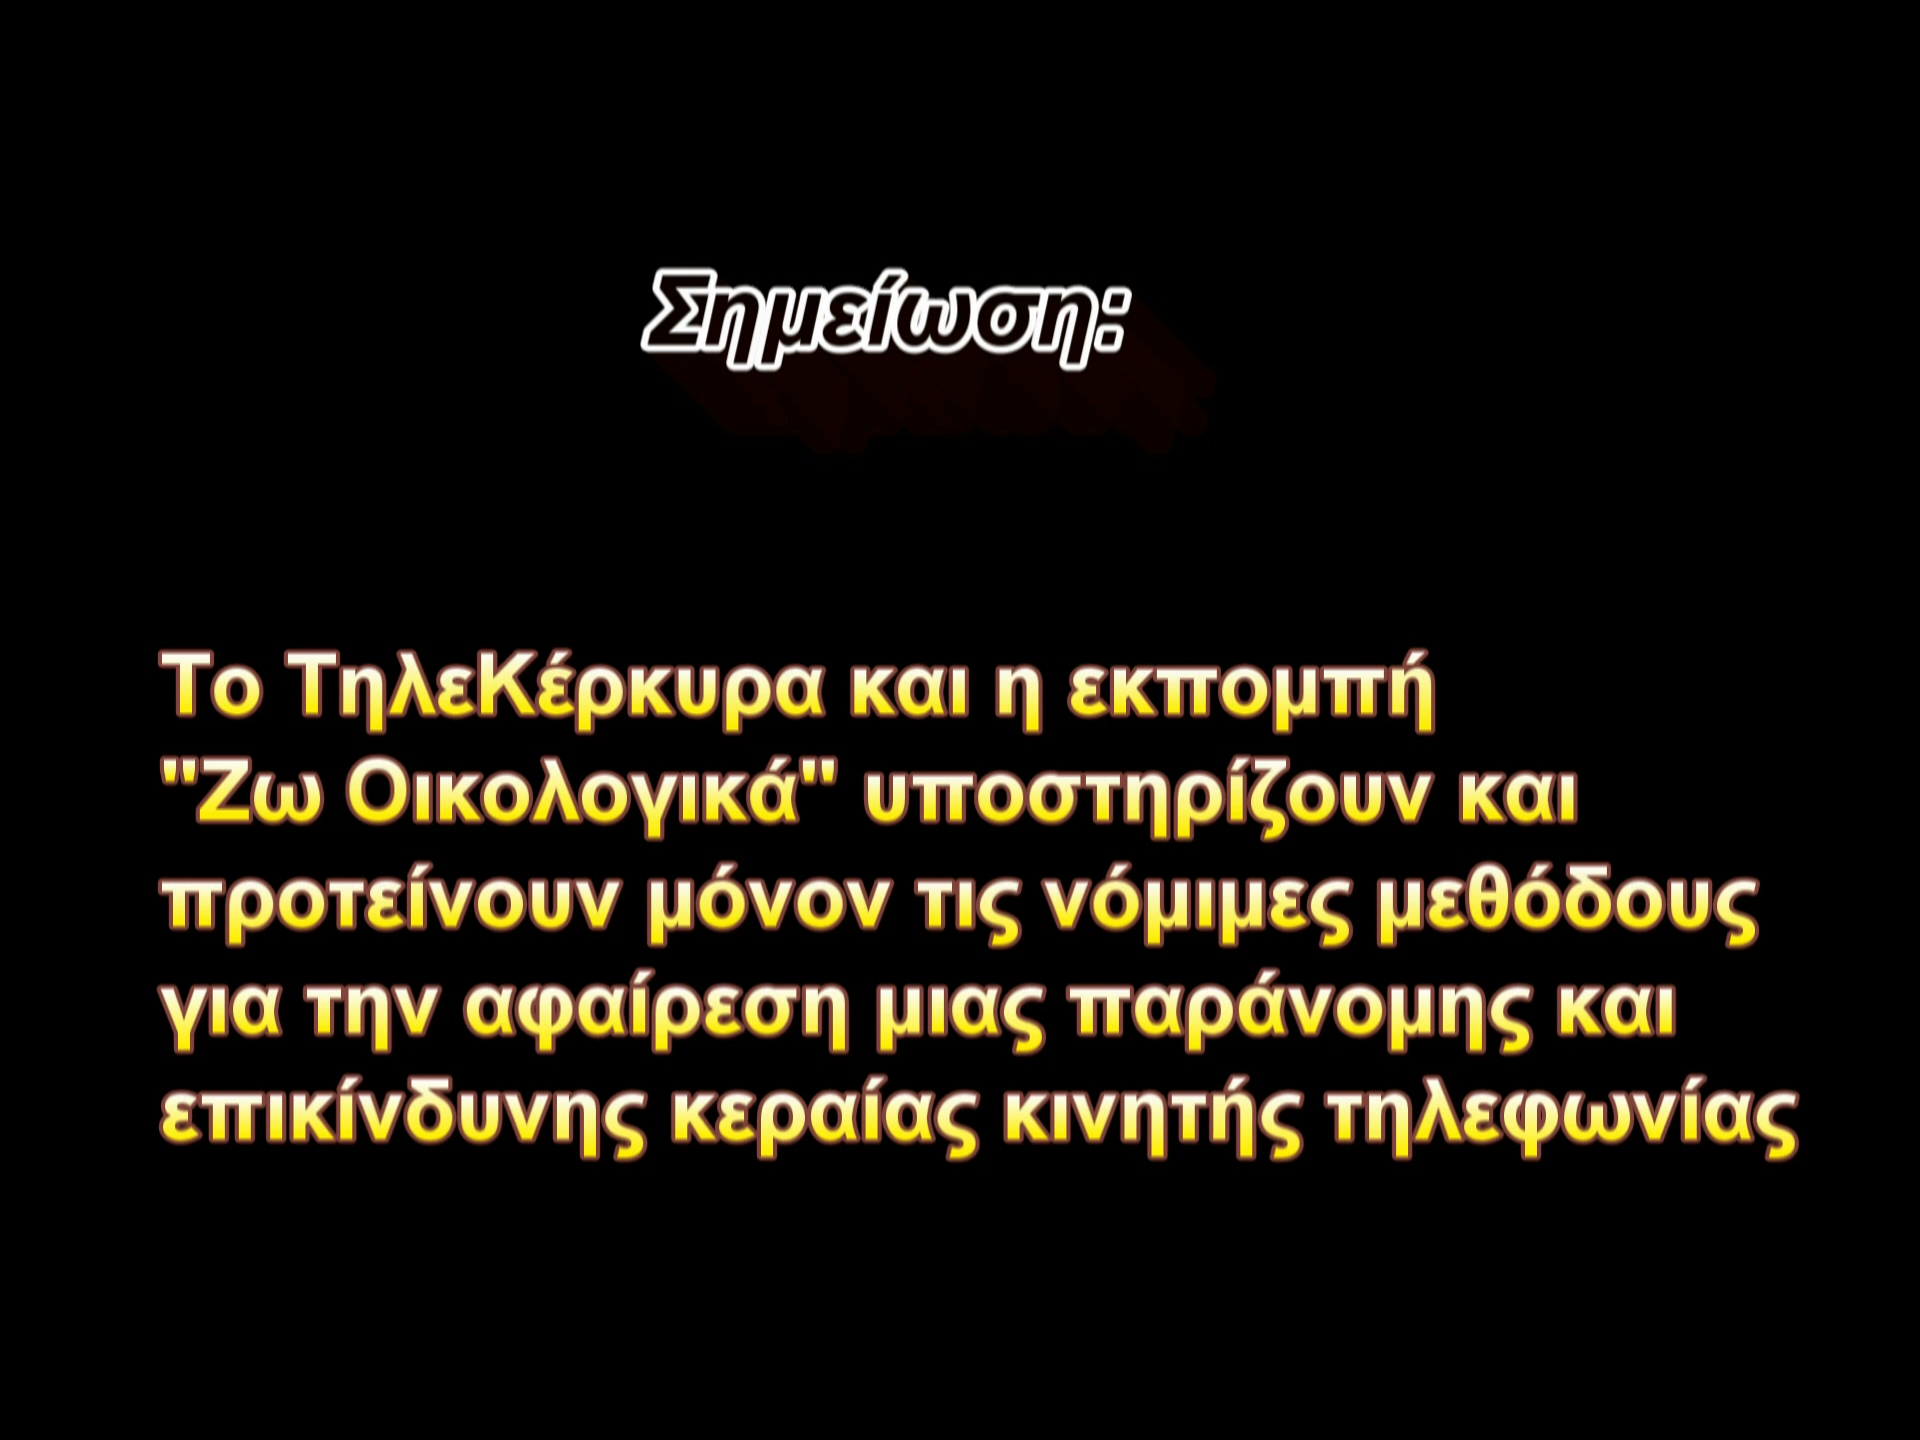 Σημείωση:
Το ΤηλεΚέρκυρα και η εκπομπή
"Ζω Οικολογικά" υποστηρίζουν και
προτείνουν μόνον τις νόμιμες μεθόδους
για την αφαίρεση μιας παράνομης και
επικίνδυνης κεραίας κινητής τηλεφωνίας